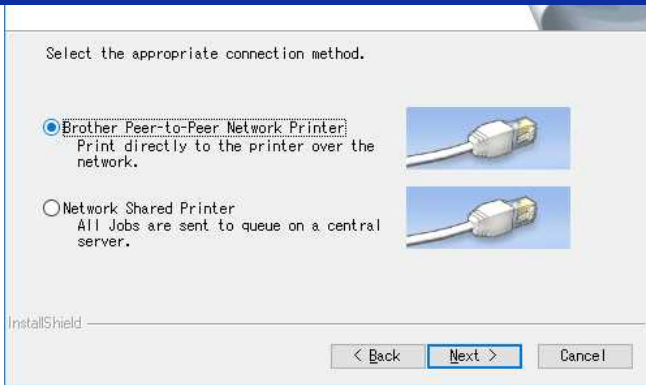 Select the appropriate connection method.
Brother Peer-to-Peer Network Printer
Print directly to the printer over the
network.
Network Shared Printer
All Jobs are sent to queue on a central
server.
InstallShield
< Back
Next >
Cancel